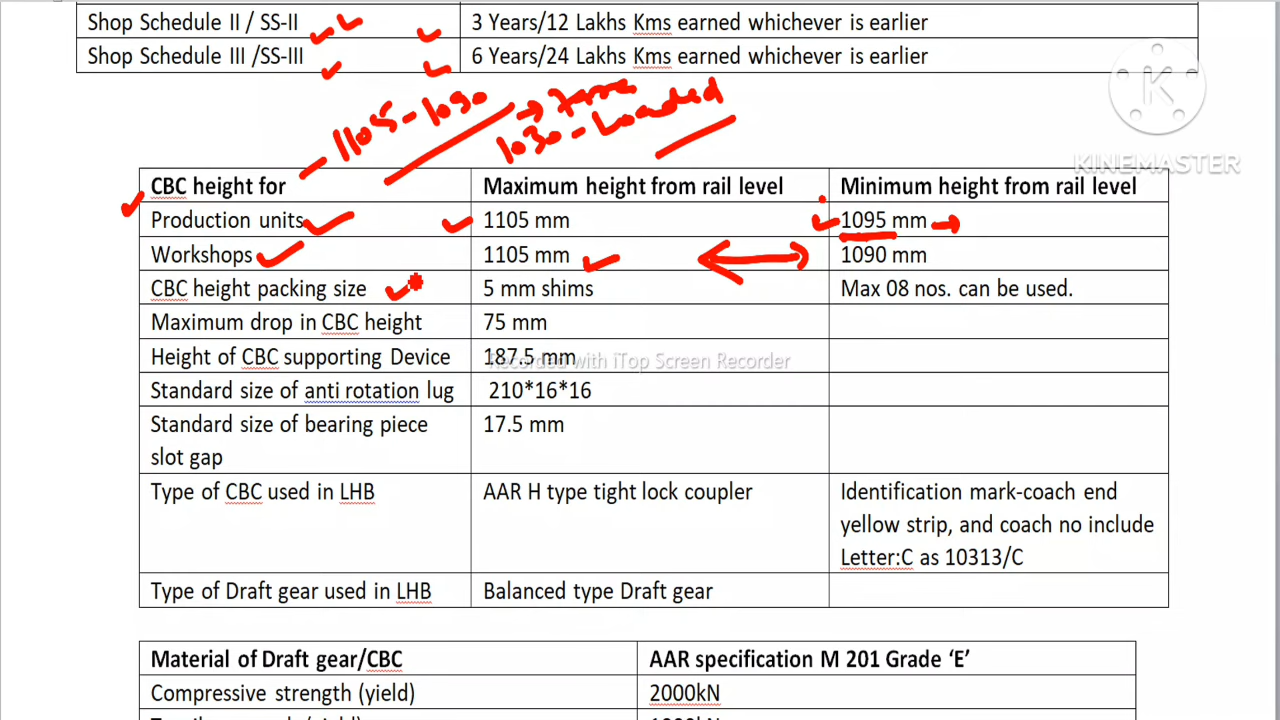 Shop Schedule II / SS-II 3 Years/12 Lakhs Kms earned whichever is earlier
Shop Schedule III /SS-III 6 Years/24 Lakhs Kms earned whichever is earlier
1105 - 1090
1030 - Loaded
K
KINEMASTER
CBC height for Maximum height from rail level Minimum height from rail level
Production units 1105 mm 1095 mm
Workshops 1105 mm 1090 mm
CBC height packing size 5 mm shims Max 08 nos. can be used.
Maximum drop in CBC height 75 mm
Height of CBC supporting Device 187.5 mm
Recorded with iTop Screen Recorder
Standard size of anti rotation lug 210*16*16
Standard size of bearing piece 17.5 mm
slot gap
Type of CBC used in LHB AAR H type tight lock coupler Identification mark-coach end
yellow strip, and coach no include
Letter:C as 10313/C
Type of Draft gear used in LHB Balanced type Draft gear
Material of Draft gear/CBC AAR specification M 201 Grade ‘E’
Compressive strength (yield) 2000kN